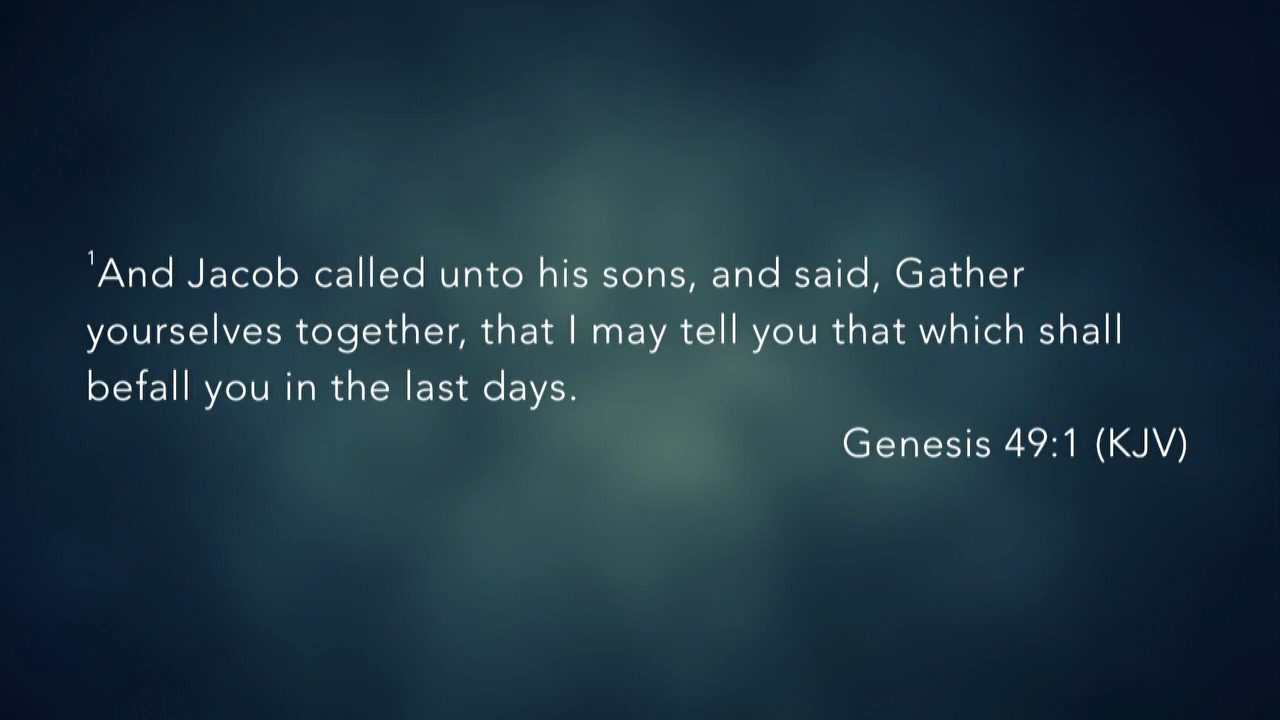 ¹And Jacob called unto his sons, and said, Gather
yourselves together, that I may tell you that which shall
befall you in the last days.
Genesis 49:1 (KJV)